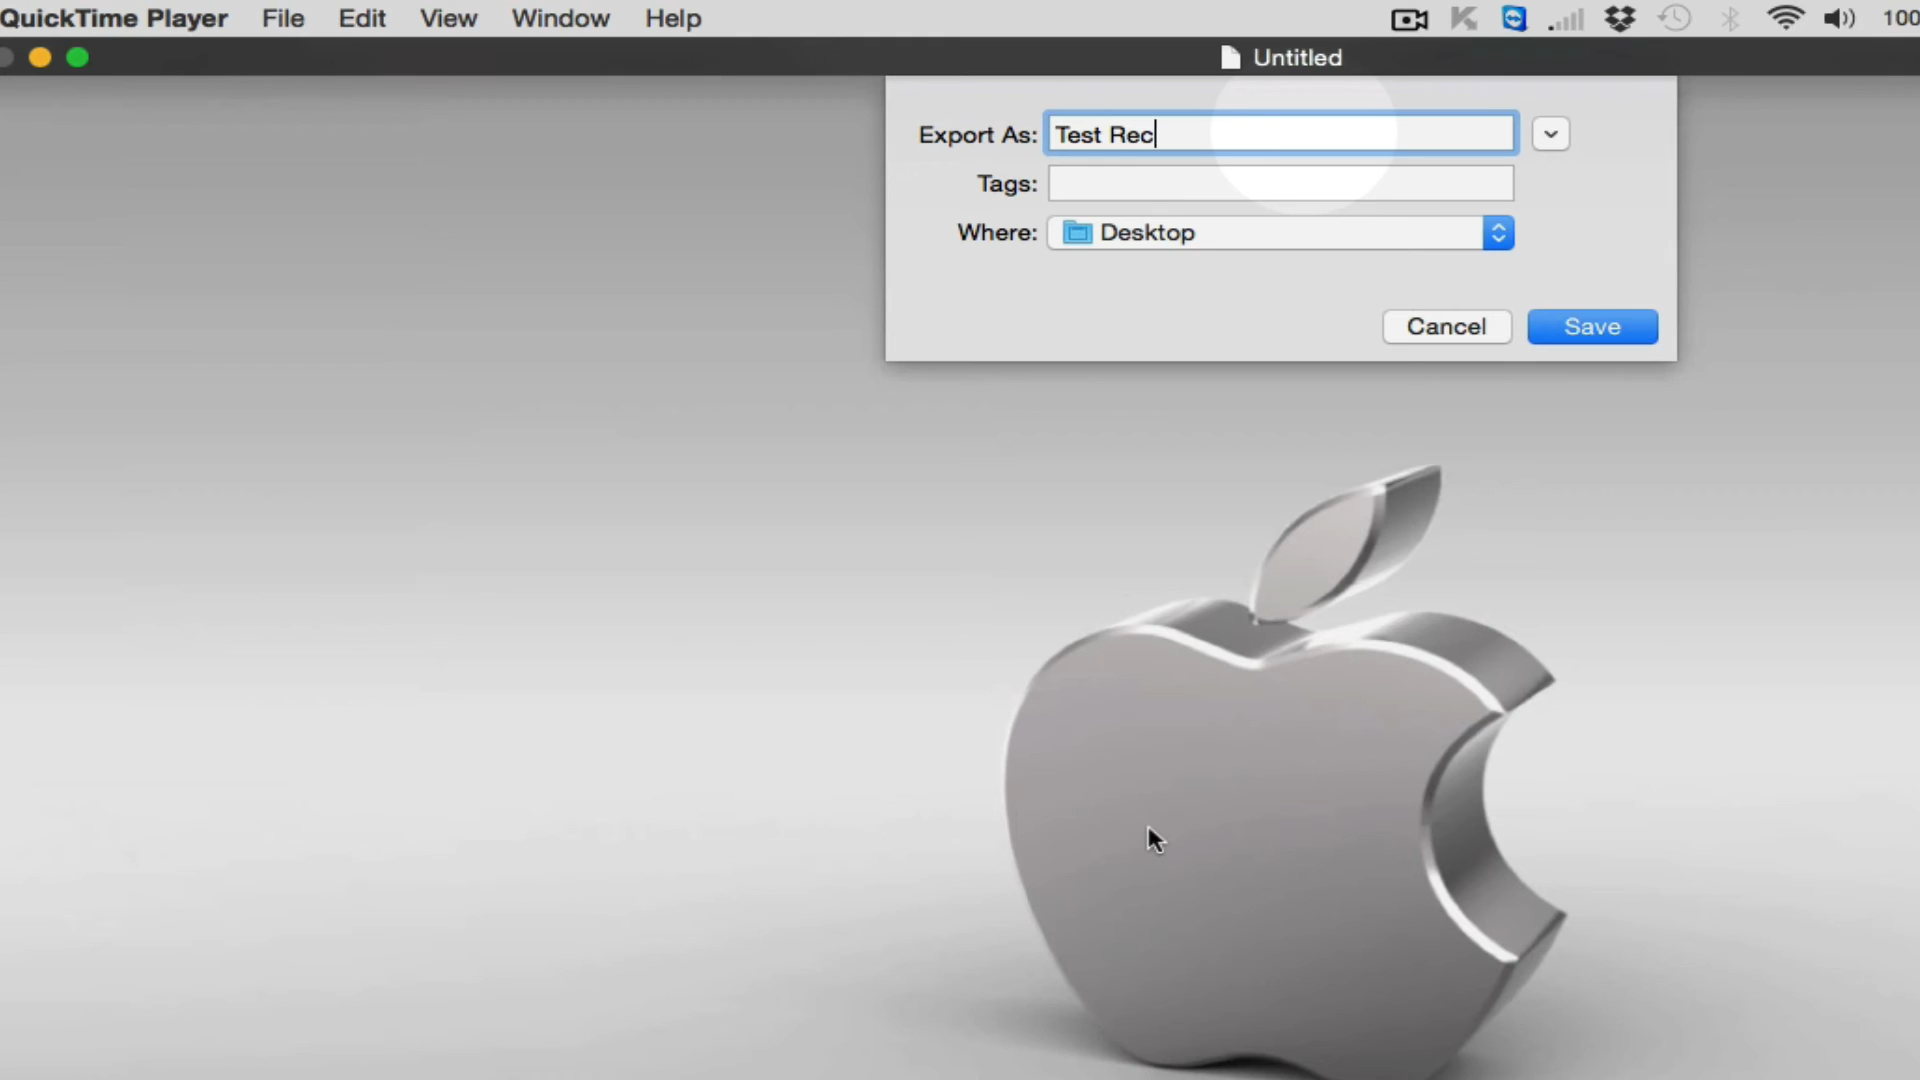 QuickTime Player File Edit View Window Help 100
Untitled
Export As: Test Rec
Tags:
Where: Desktop
Cancel Save